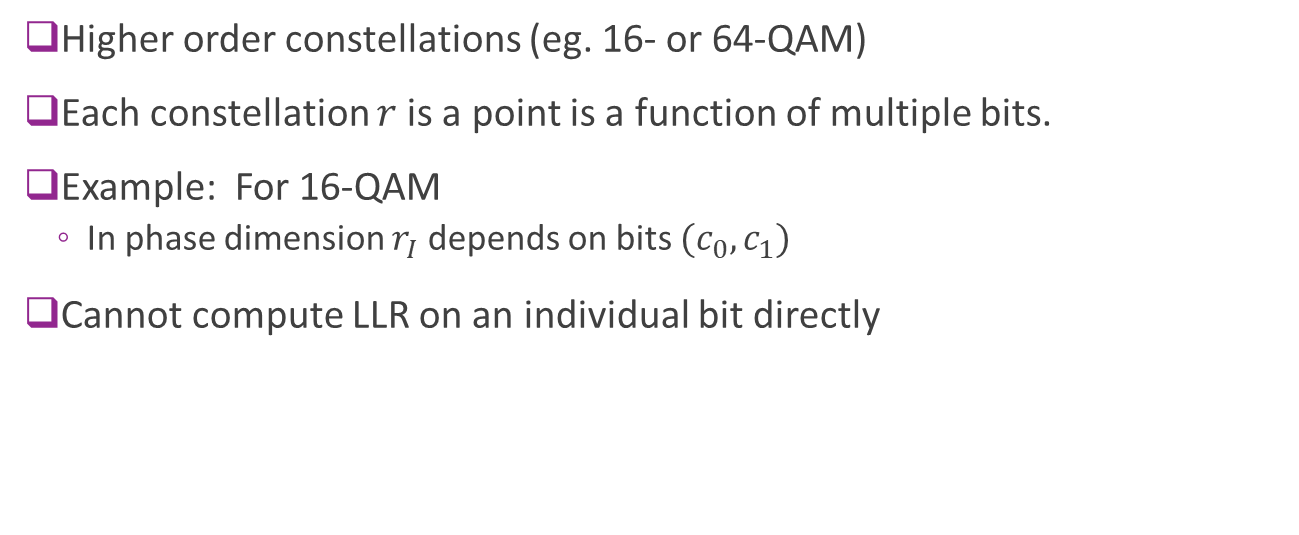 Higher order constellations (eg. 16- or 64-QAM)
Each constellation r is a point is a function of multiple bits.
Example: For 16-QAM
In phase dimension r_I depends on bits (c_0, c_1)
Cannot compute LLR on an individual bit directly